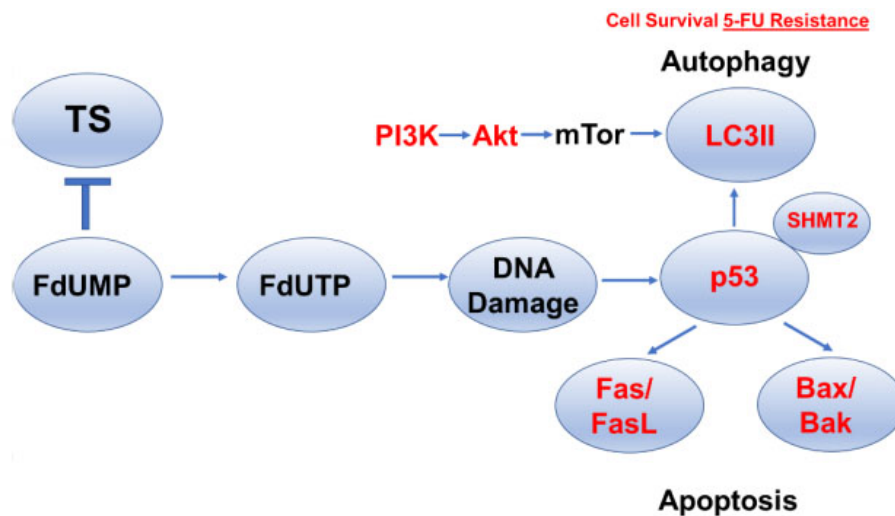 Cell Survival 5-FU Resistance
Autophagy
TS
PI3K
Akt
mTor
LC3II
SHMT2
FdUMP
FdUTP
DNA
Damage
p53
Fas/
FasL
Bax/
Bak
Apoptosis